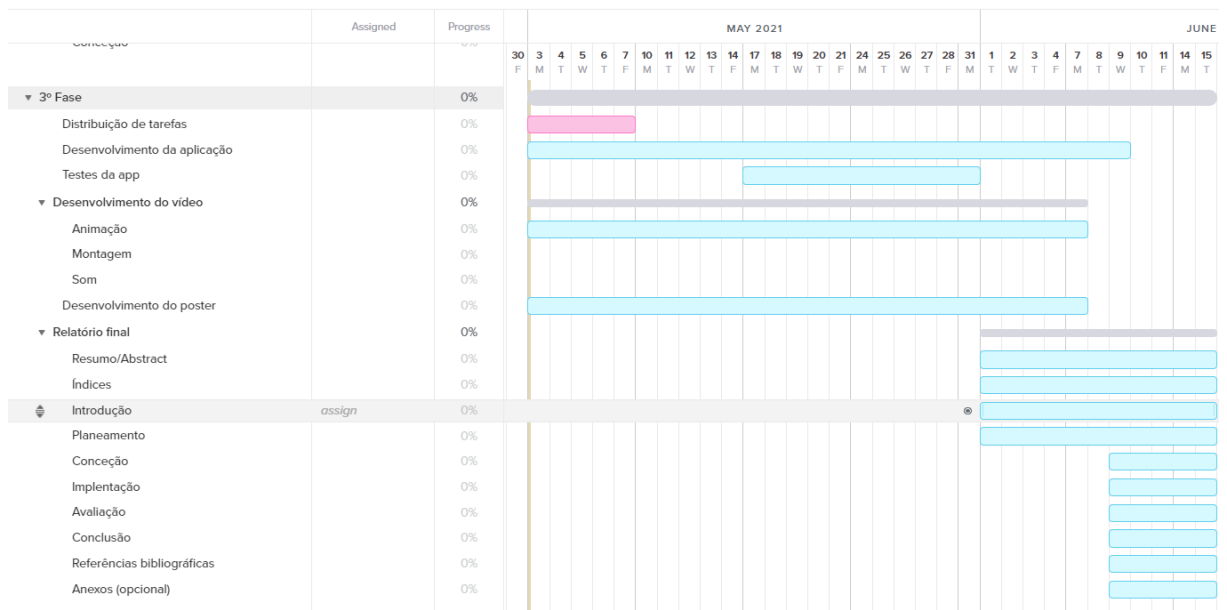 Assigned Progress MAY 2021 JUNE
Conceção 0%
30 3 4 5 6 7 10 11 12 13 14 17 18 19 20 21 24 25 26 27 28 31 1 2 3 4 7 8 9 10 11 14 15
F M T W T F M T W T F M T W T F M T W T F M T W T F M T W T F M T
3º Fase 0%
Distribuição de tarefas 0%
Desenvolvimento da aplicação 0%
Testes da app 0%
Desenvolvimento do vídeo 0%
Animação 0%
Montagem 0%
Som 0%
Desenvolvimento do poster 0%
Relatório final 0%
Resumo/Abstract 0%
Índices 0%
Introdução assign 0%
Planeamento 0%
Conceção 0%
Implentação 0%
Avaliação 0%
Conclusão 0%
Referências bibliográficas 0%
Anexos (opcional) 0%